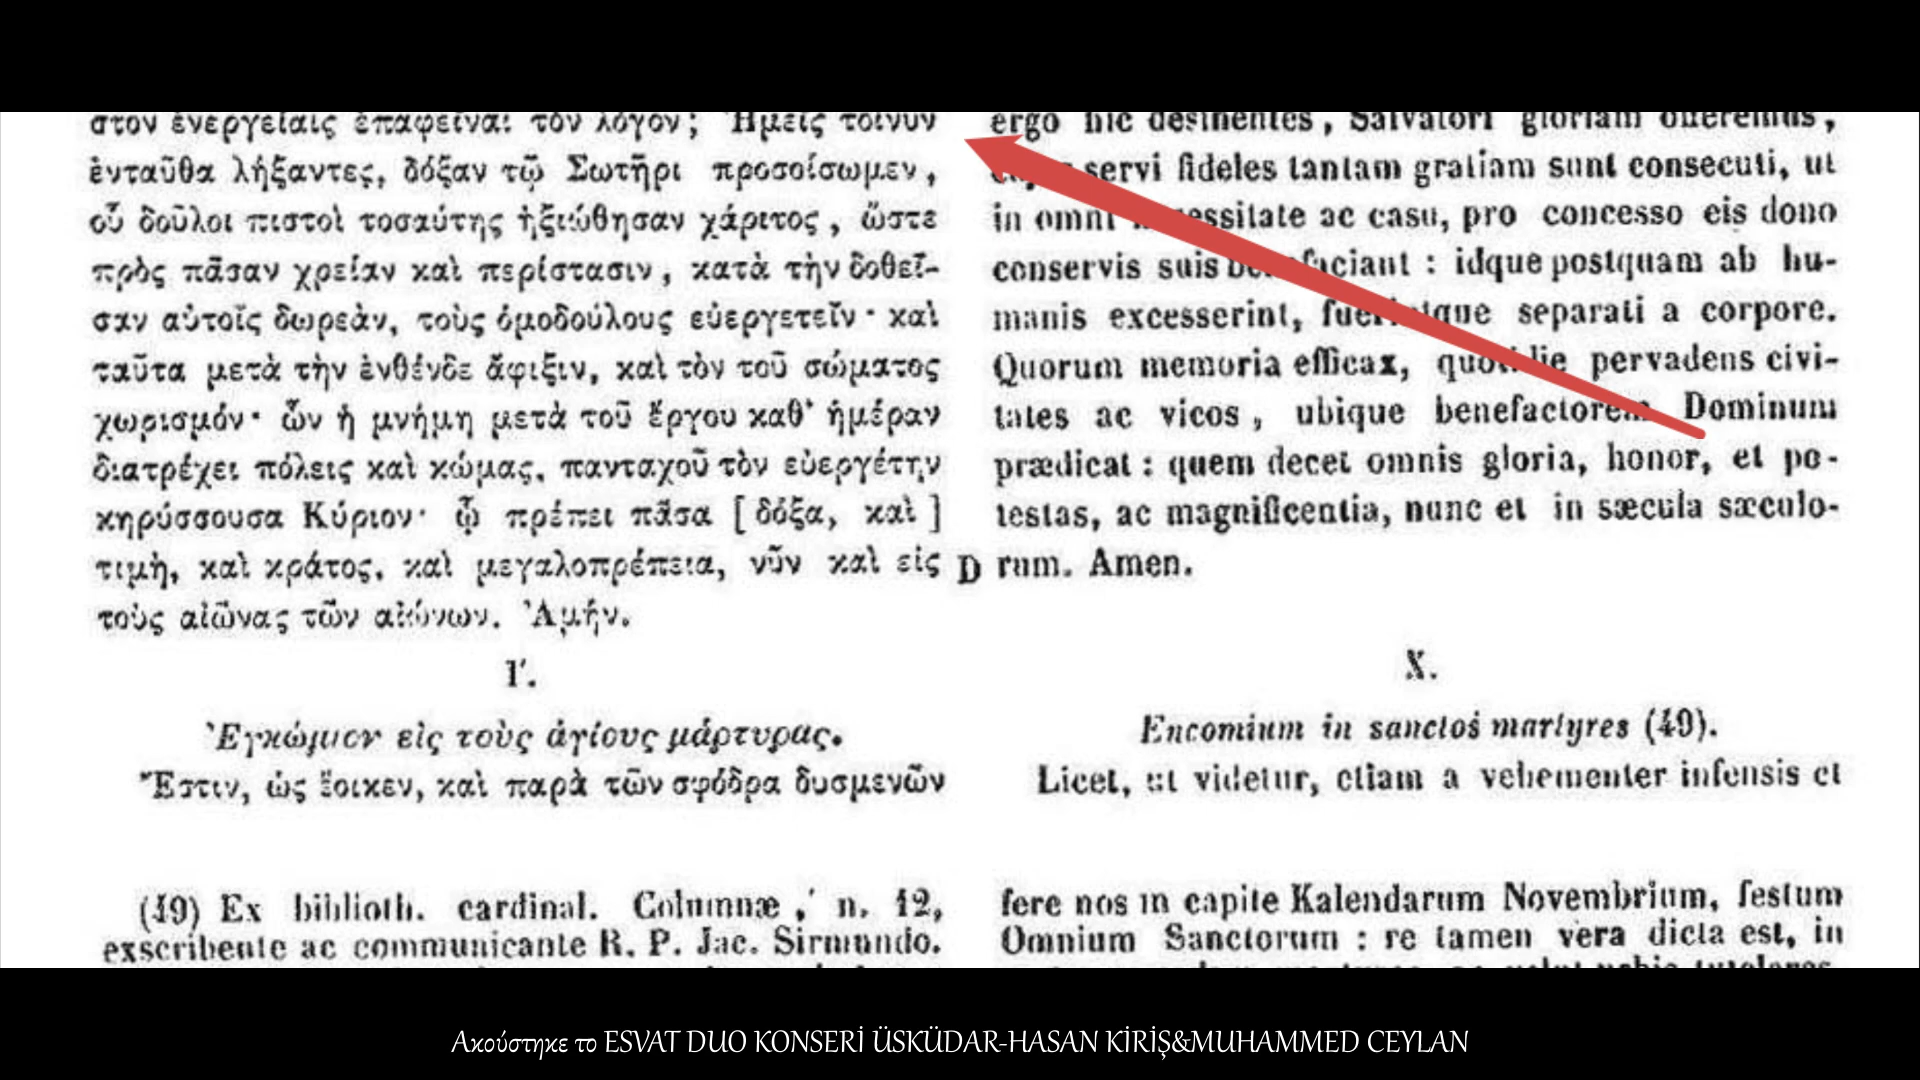 στον ἐνεργείαις ἐπαφεῖναι τὸν λόγον; Ἡμεῖς τοίνυν
ἐνταῦθα λήξαντες, δόξαν τῷ Σωτῆρι προσοίσωμεν,
οὗ δοῦλοι πιστοὶ τοσαύτης ἠξιώθησαν χάριτος, ὥστε
πρὸς πᾶσαν χρείαν καὶ περίστασιν, κατὰ τὴν δοθεῖ-
σαν αὐτοῖς δωρεὰν, τοὺς ὁμοδούλους εὐεργετεῖν· καὶ
ταῦτα μετὰ τὴν ἐνθένδε ἄφιξιν, καὶ τὸν τοῦ σώματος
χωρισμόν· ὧν ἡ μνήμη μετὰ τοῦ ἔργου καθ' ἡμέραν
διατρέχει πόλεις καὶ κώμας, πανταχοῦ τὸν εὐεργέτην
κηρύσσουσα Κύριον· ᾧ πρέπει πᾶσα [δόξα, καὶ]
τιμὴ, καὶ κράτος, καὶ μεγαλοπρέπεια, νῦν καὶ εἰς
τοὺς αἰῶνας τῶν αἰώνων. Ἀμήν.
Ι'.
Ἐγκώμιον εἰς τοὺς ἁγίους μάρτυρας.
Ἔστιν, ὡς ἔοικεν, καὶ παρὰ τῶν σφόδρα δυσμενῶν
(49) Ex biblioth. cardinal. Columnæ, n. 12,
exscribente ac communicante R. P. Jac. Sirmundo.
D
ergo hic desinentes, Salvatori gloriam offeremus,
servi fideles tantam gratiam sunt consecuti, ut
in omni necessitate ac casu, pro concesso eis dono
conservis suis benefaciant : idque postquam ab hu-
manis excesserint, fuerintque separati a corpore.
Quorum memoria efficax, quotidie pervadens civi-
tates ac vicos, ubique benefactorem Dominum
prædicat : quem decet omnis gloria, honor, et po-
testas, ac magnificentia, nunc et in sæcula sæculo-
rum. Amen.
X.
Encomium in sanctos martyres (49).
Licet, ut videtur, etiam a vehementer infensis et
fere nos in capite Kalendarum Novembrium, festum
Omnium Sanctorum : re tamen vera dicta est, in
Ακούστηκε το ESVAT DUO KONSERİ ÜSKÜDAR-HASAN KİRİŞ&MUHAMMED CEYLAN